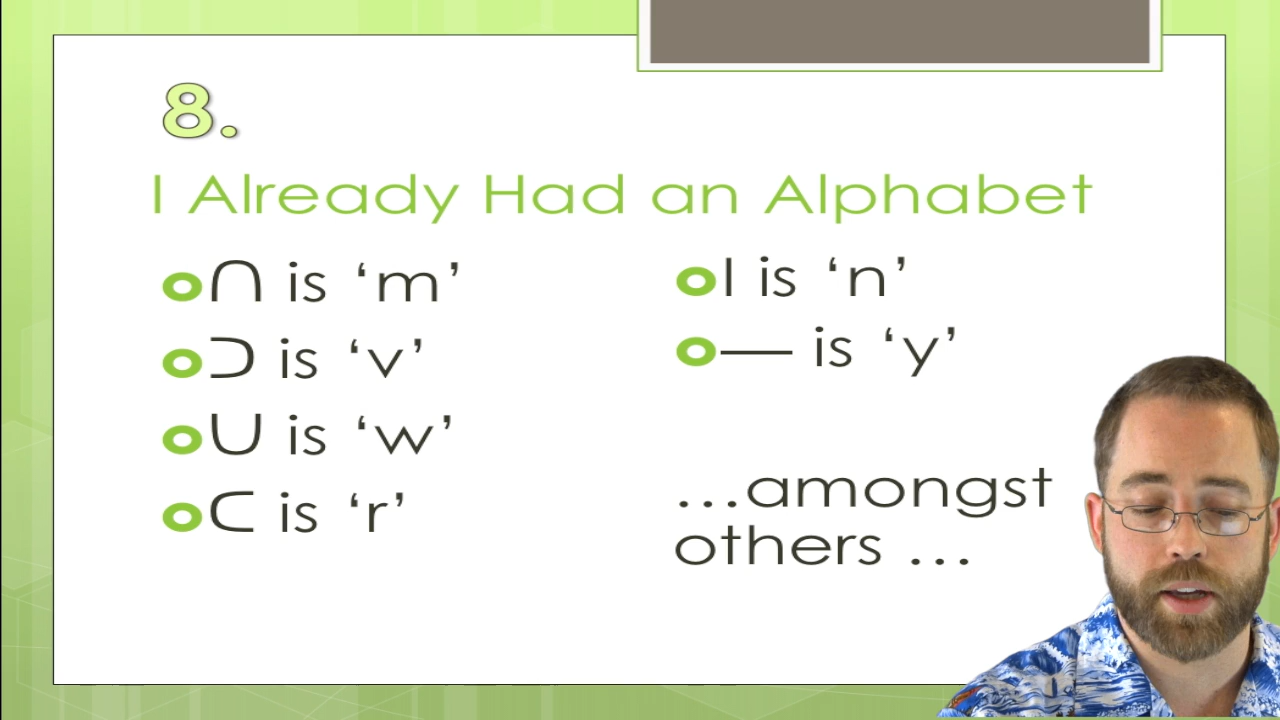 8.
I Already Had an Alphabet
∩ is ‘m’
⊃ is ‘v’
U is ‘w’
⊂ is ‘r’
I is ‘n’
— is ‘y’
…amongst
others …